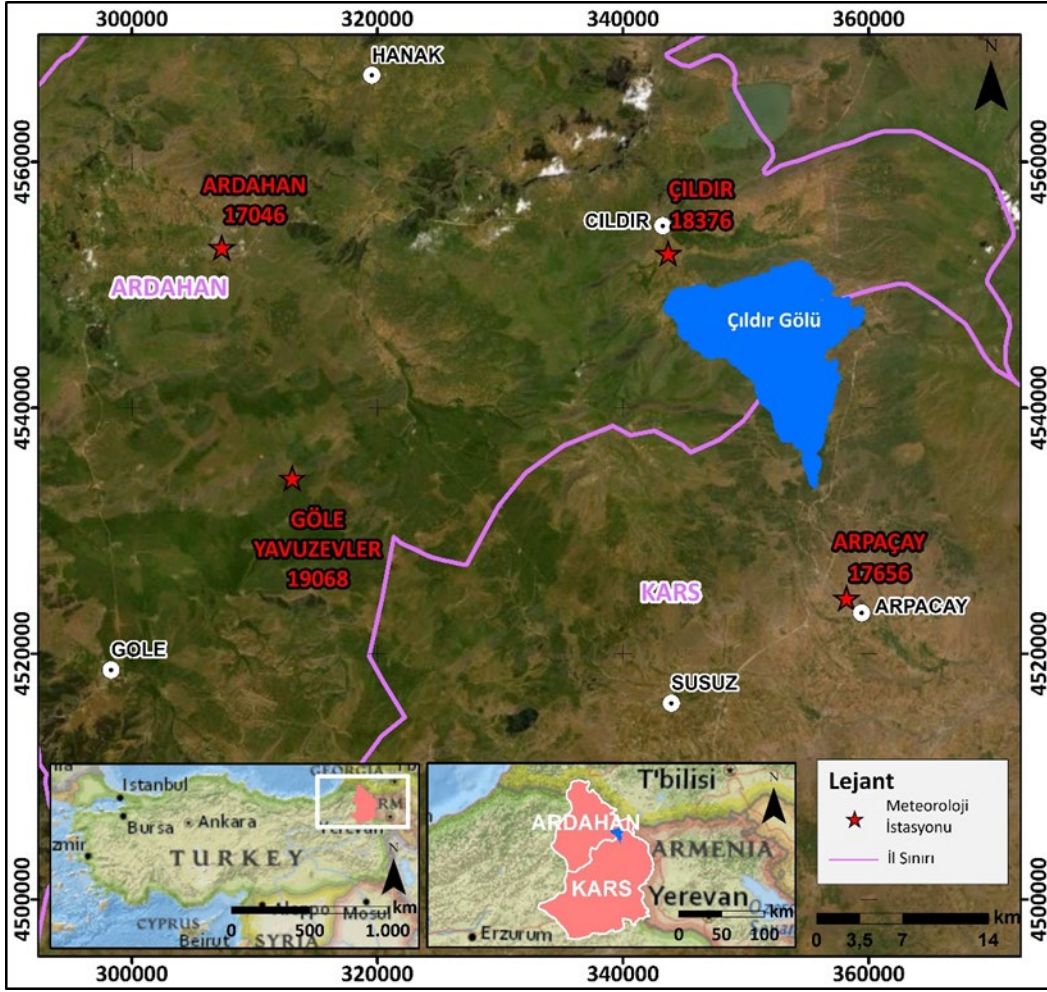 300000
320000
340000
360000
N
HANAK
4560000
4560000
ARDAHAN
17046
ÇILDIR
18376
CILDIR
ARDAHAN
Çıldır Gölü
4540000
4540000
GÖLE
YAVUZEVLER
19068
ARPAÇAY
17656
KARS
ARPACAY
4520000
4520000
GOLE
SUSUZ
GEORGIA
Istanbul
Bursa
Ankara
Yerevan
TURKEY
N
CYPRUS
Aleppo
Mosul
Beirut
SYRIA
km
0
500
1.000
T'bilisi
N
ARDAHAN
ARMENIA
KARS
Yerevan
Erzurum
km
0
50
100
Lejant
Meteoroloji
İstasyonu
İl Sınırı
4500000
4500000
km
0
3,5
7
14
300000
320000
340000
360000